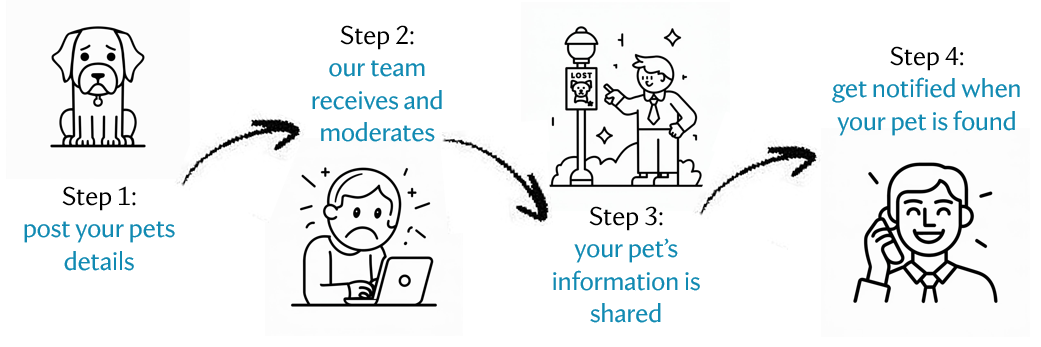 Step 1:
post your pets
details
Step 2:
our team
receives and
moderates
LOST
Step 3:
your pet's
information is
shared
Step 4:
get notified when
your pet is found